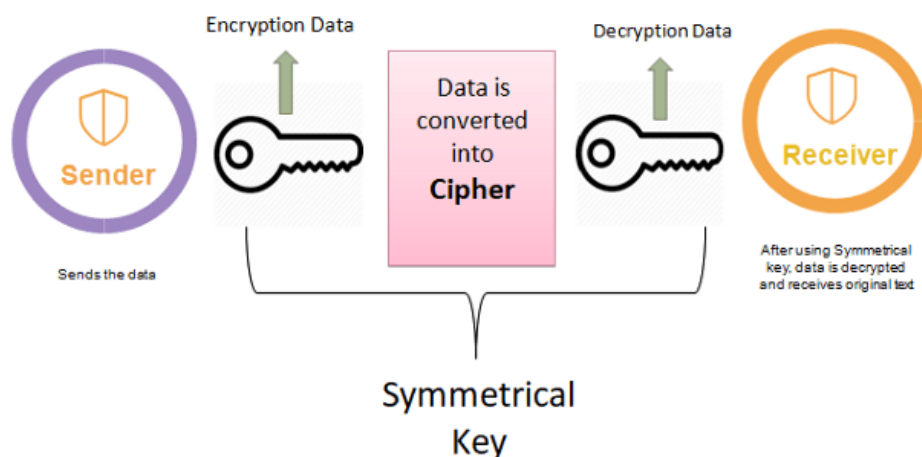 Encryption Data
Decryption Data
Sender
Data is
converted
into
Cipher
Receiver
Sends the data
After using Symmetrical
key, data is decrypted
and receives original text
Symmetrical
Key